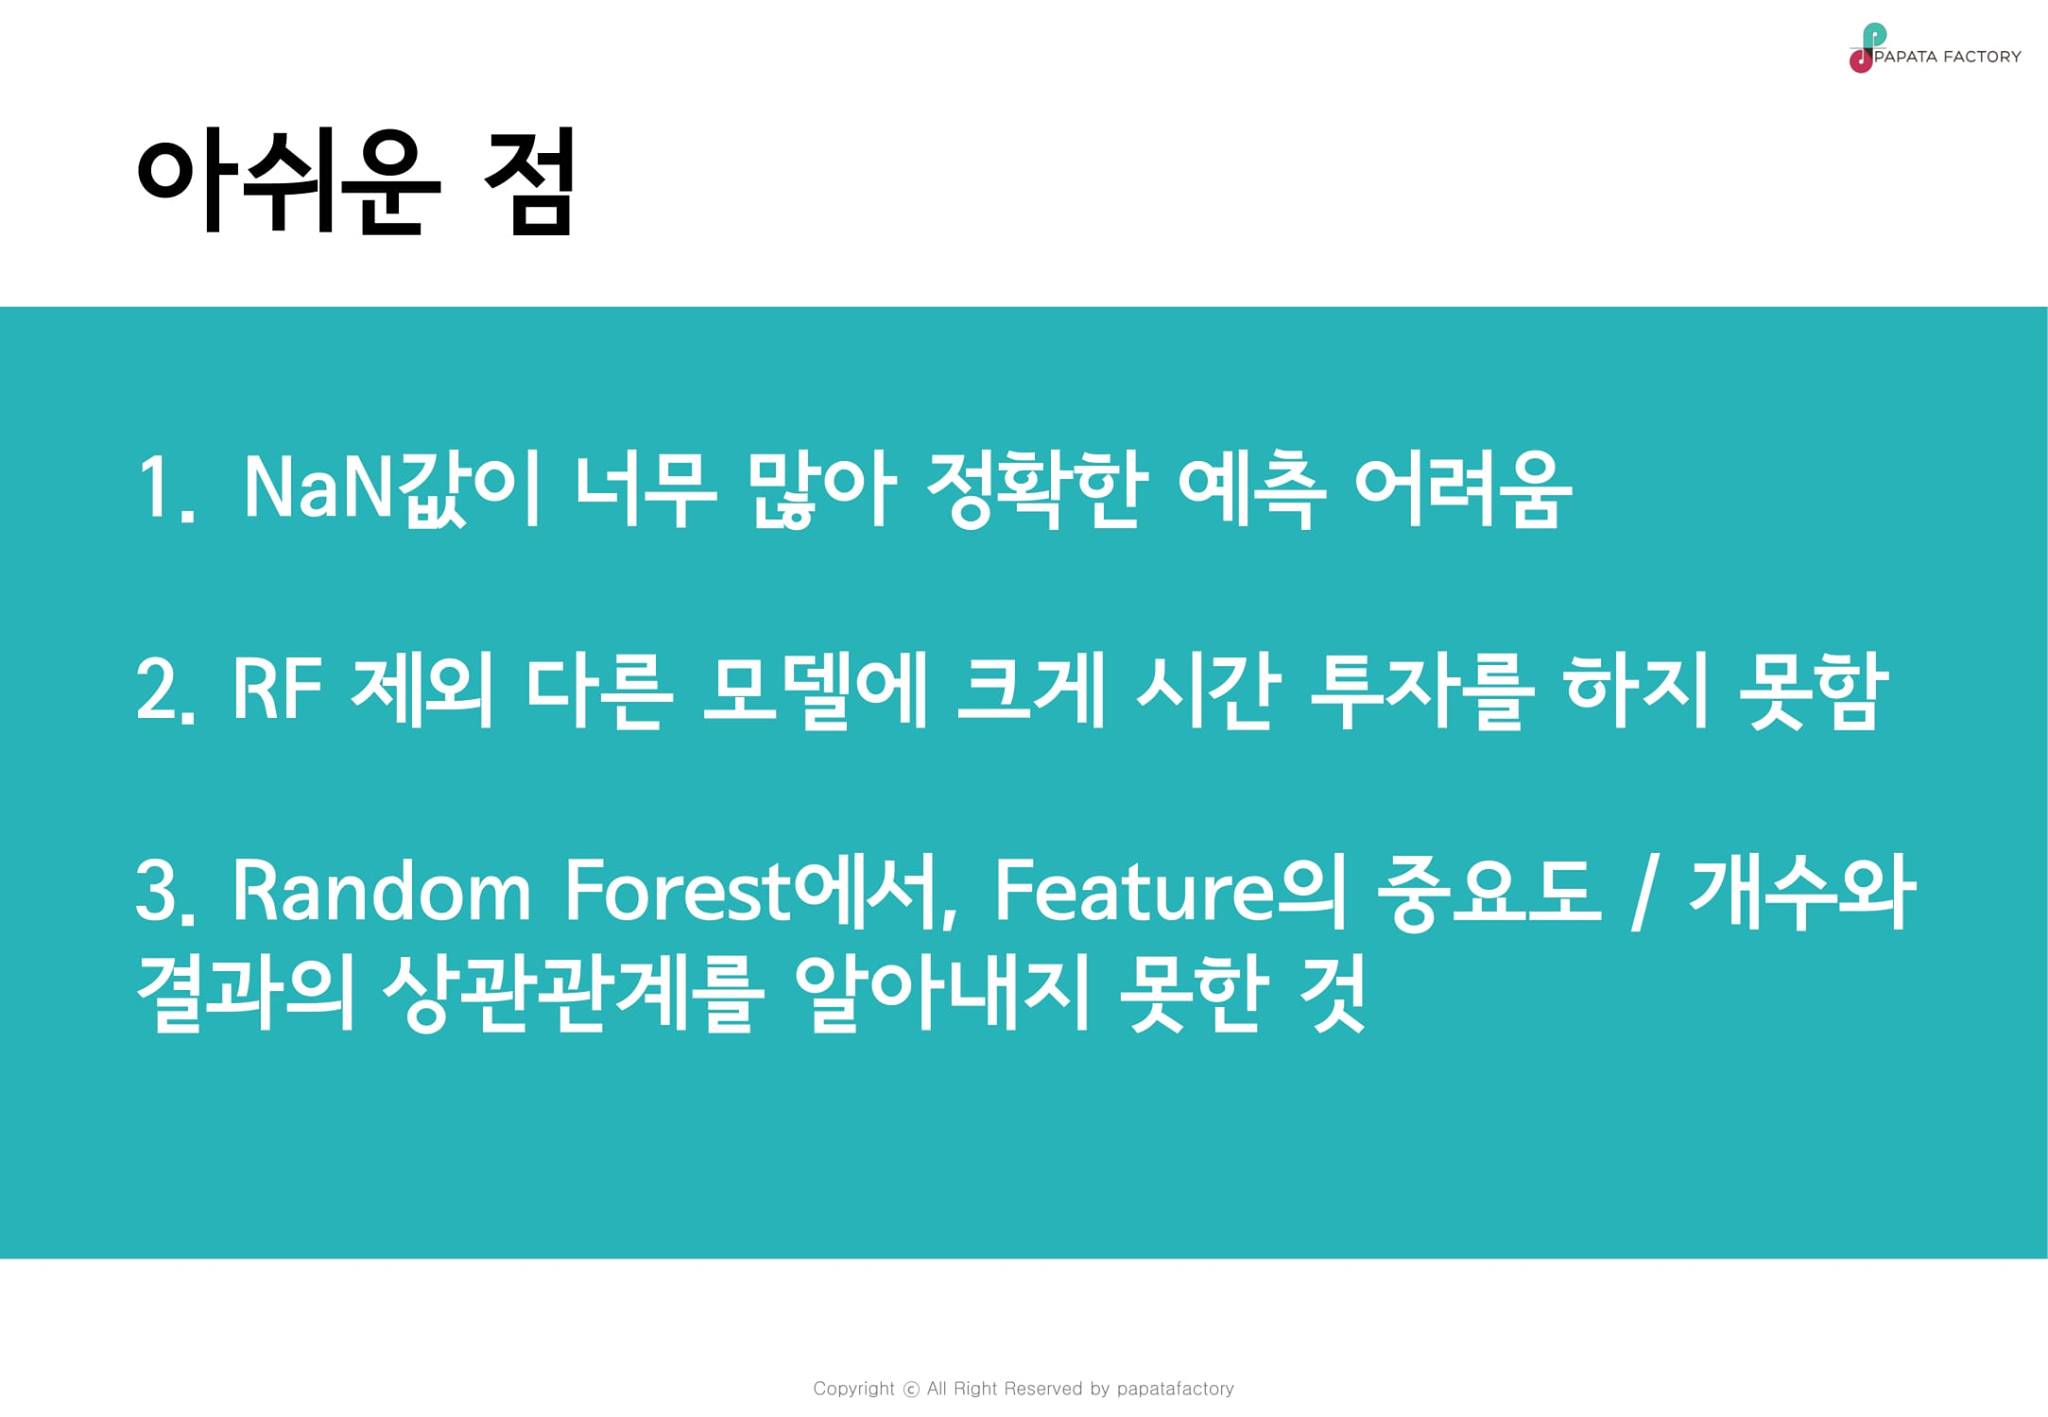 PAPATA FACTORY
아쉬운 점
1. NaN값이 너무 많아 정확한 예측 어려움
2. RF 제외 다른 모델에 크게 시간 투자를 하지 못함
3. Random Forest에서, Feature의 중요도 / 개수와
결과의 상관관계를 알아내지 못한 것
Copyright ⓒ All Right Reserved by papatafactory